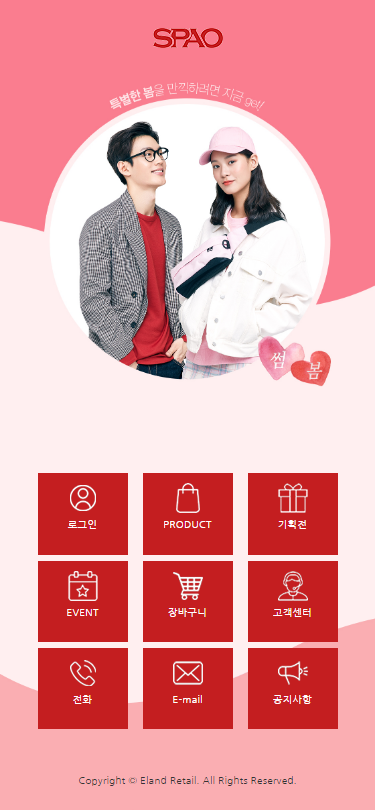 SPAO
특별한 봄을 만끽하려면 지금 get!
썸
봄
로그인
PRODUCT
기획전
EVENT
장바구니
고객센터
전화
E-mail
공지사항
Copyright © Eland Retail. All Rights Reserved.